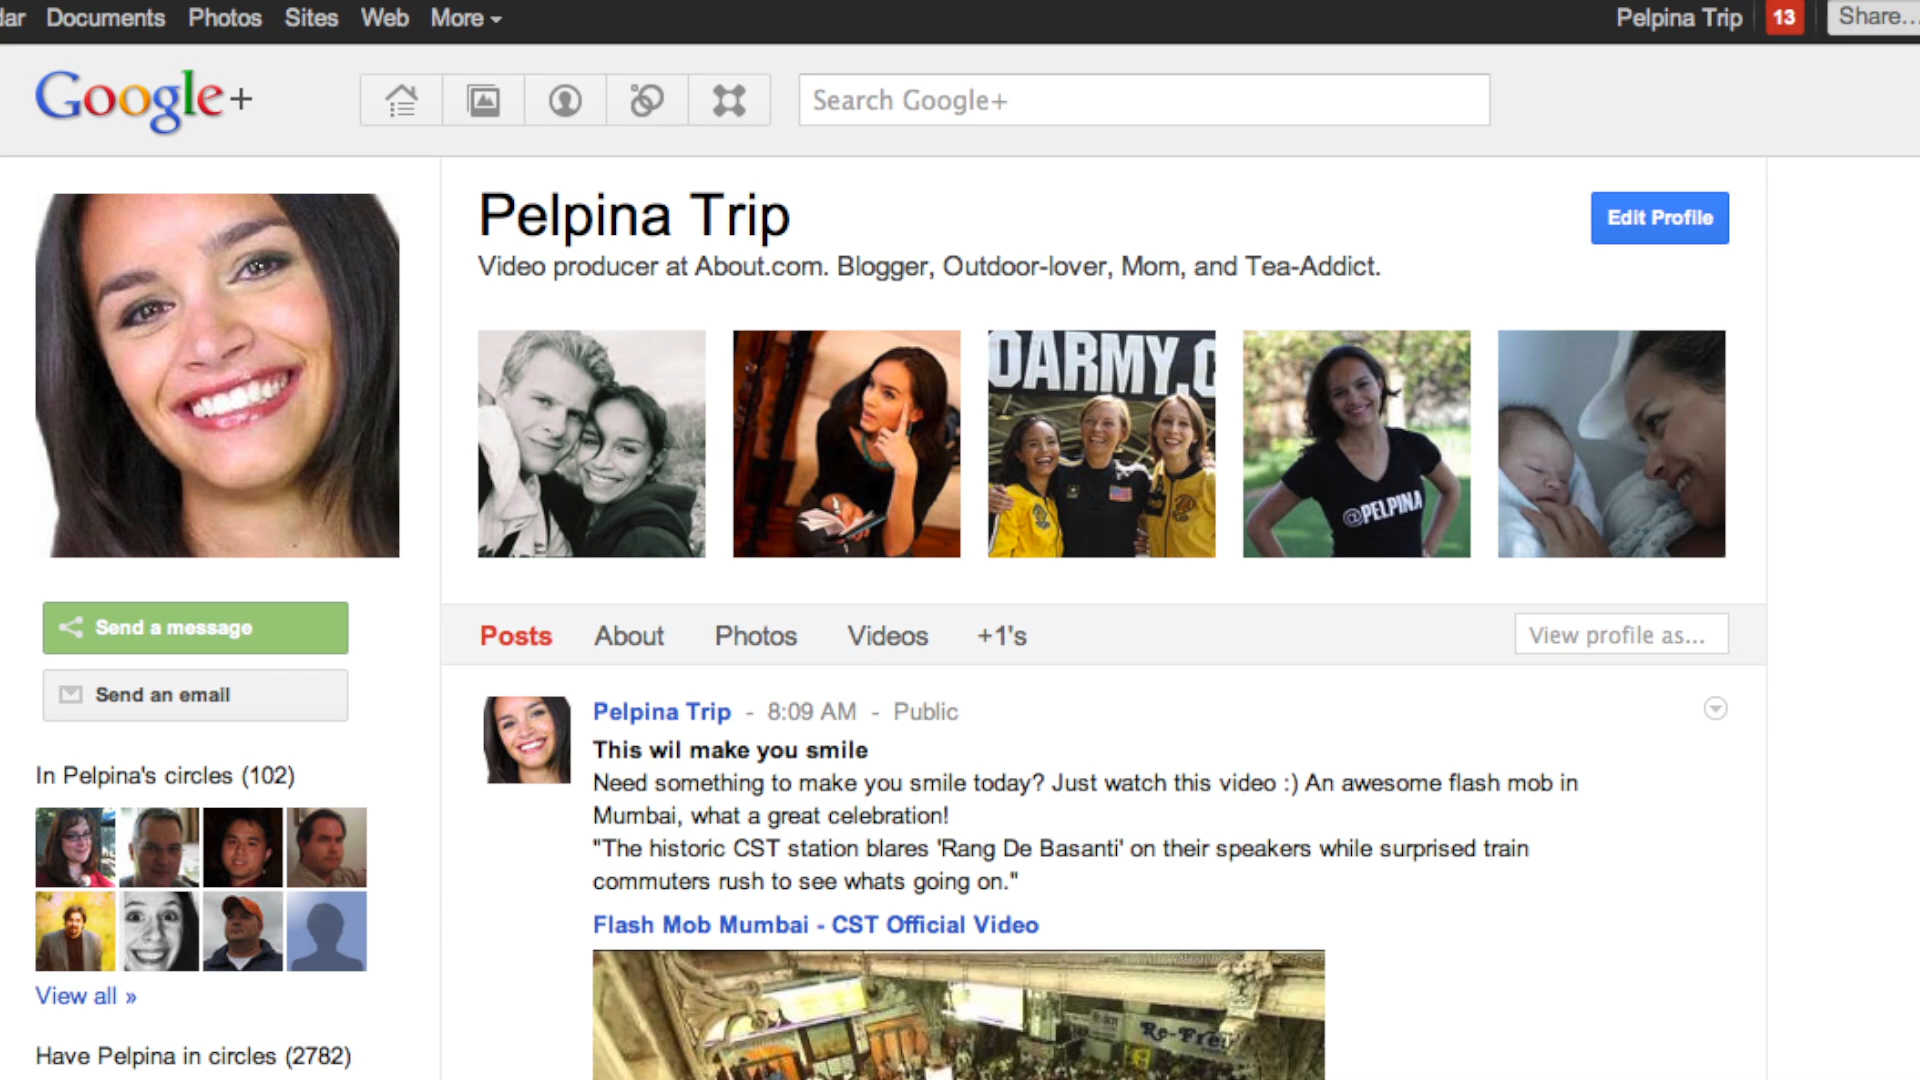 Documents Photos Sites Web More
Pelpina Trip 13 Share...
Google+
Search Google+
Pelpina Trip
Edit Profile
Video producer at About.com. Blogger, Outdoor-lover, Mom, and Tea-Addict.
OARMY.C
@PELPINA
Send a message
Send an email
Posts About Photos Videos +1's View profile as...
Pelpina Trip - 8:09 AM - Public
This wil make you smile
Need something to make you smile today? Just watch this video :) An awesome flash mob in
Mumbai, what a great celebration!
"The historic CST station blares 'Rang De Basanti' on their speakers while surprised train
commuters rush to see whats going on."
Flash Mob Mumbai - CST Official Video
Re-Fre
In Pelpina's circles (102)
View all »
Have Pelpina in circles (2782)